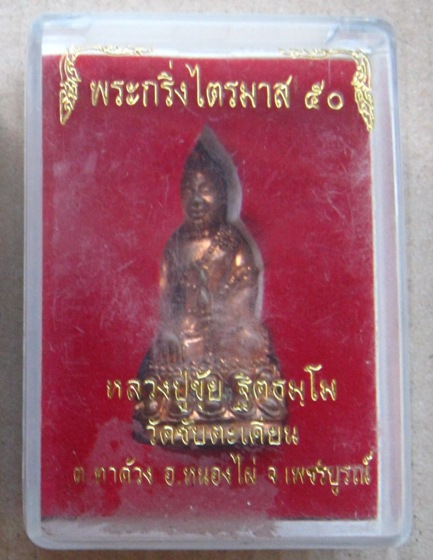 พระกริ่งไตรมาส ๕๐
หลวงปู่ชัย ฐิตธมฺโม
วัดซับตะเคียน
ต.ตาด้วง อ.หนองไผ่ จ.เพชรบูรณ์